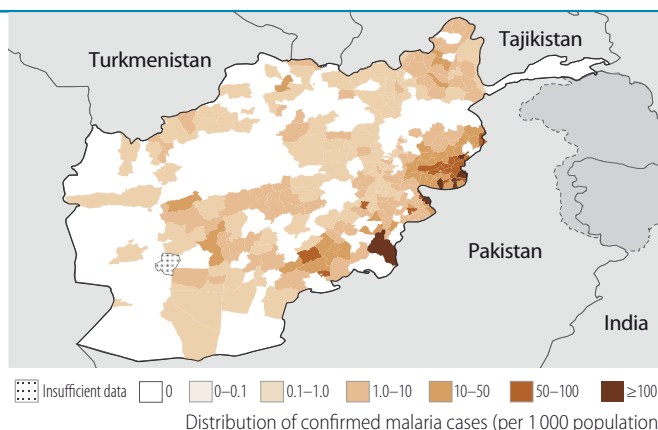 Tajikistan
Turkmenistan
Pakistan
India
Insufficient data 0 0–0.1 0.1–1.0 1.0–10 10–50 50–100 ≥100
Distribution of confirmed malaria cases (per 1 000 population